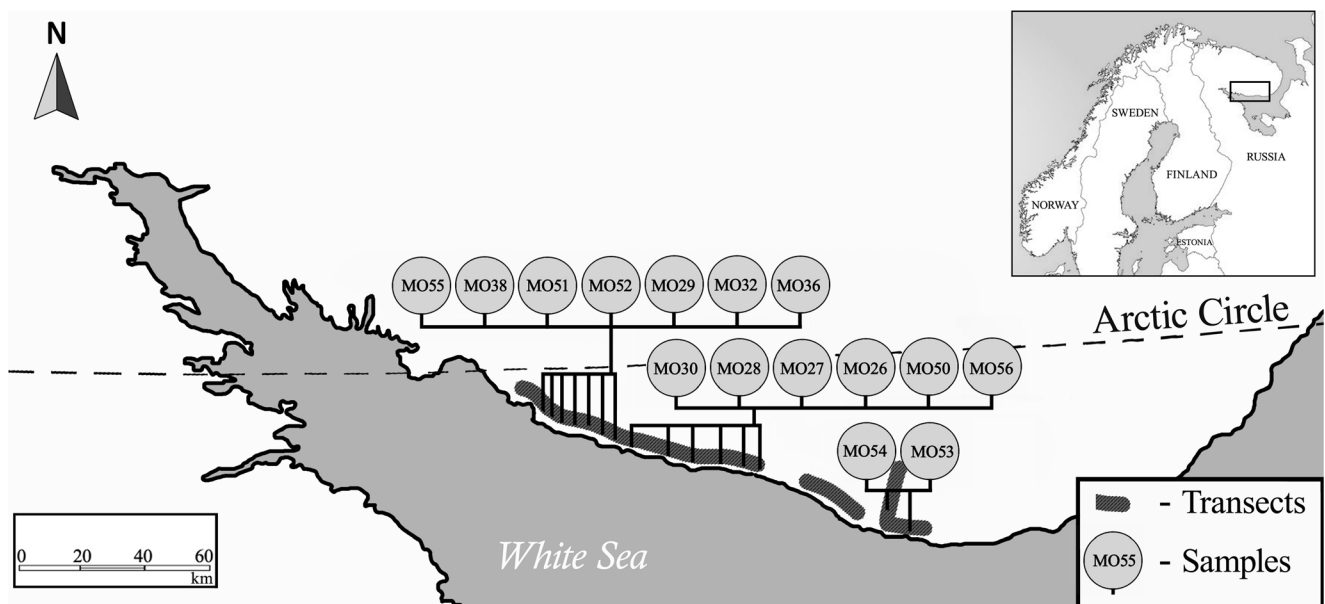 N
SWEDEN
RUSSIA
FINLAND
NORWAY
ESTONIA
MO55 MO38 MO51 MO52 MO29 MO32 MO36
Arctic Circle
MO30 MO28 MO27 MO26 MO50 MO56
MO54 MO53
- Transects
0 20 40 60
km
White Sea
MO55 - Samples